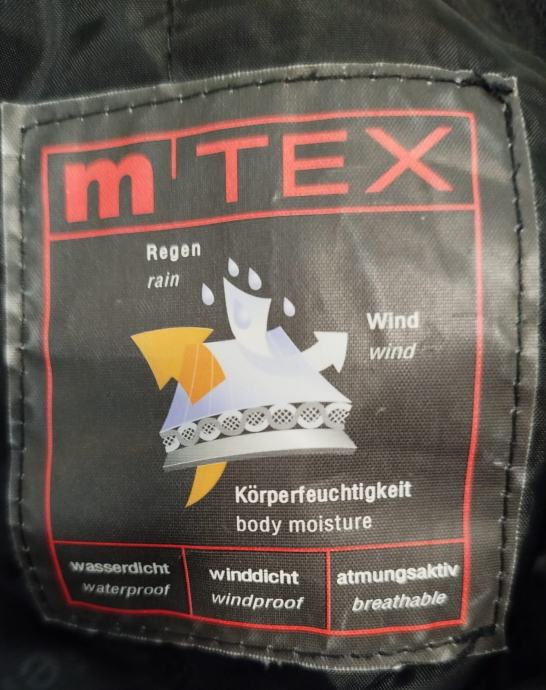 m'TEX
Regen
rain
Wind
wind
Körperfeuchtigkeit
body moisture
wasserdicht
waterproof
winddicht
windproof
atmungsaktiv
breathable